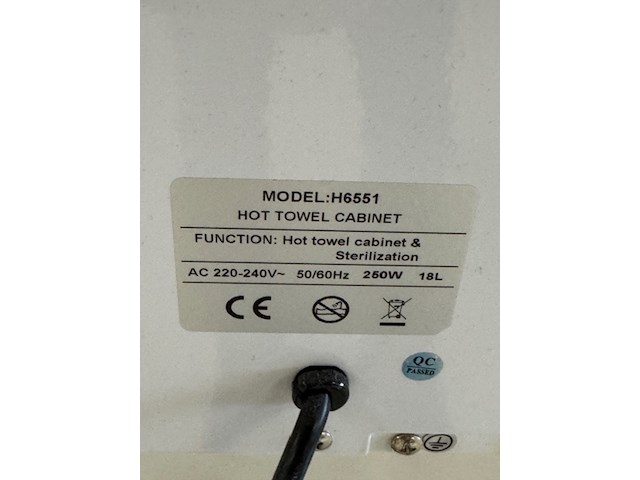 MODEL:H6551
HOT TOWEL CABINET
FUNCTION: Hot towel cabinet &
Sterilization
AC 220-240V~ 50/60Hz 250W 18L
CE
QC
PASSED